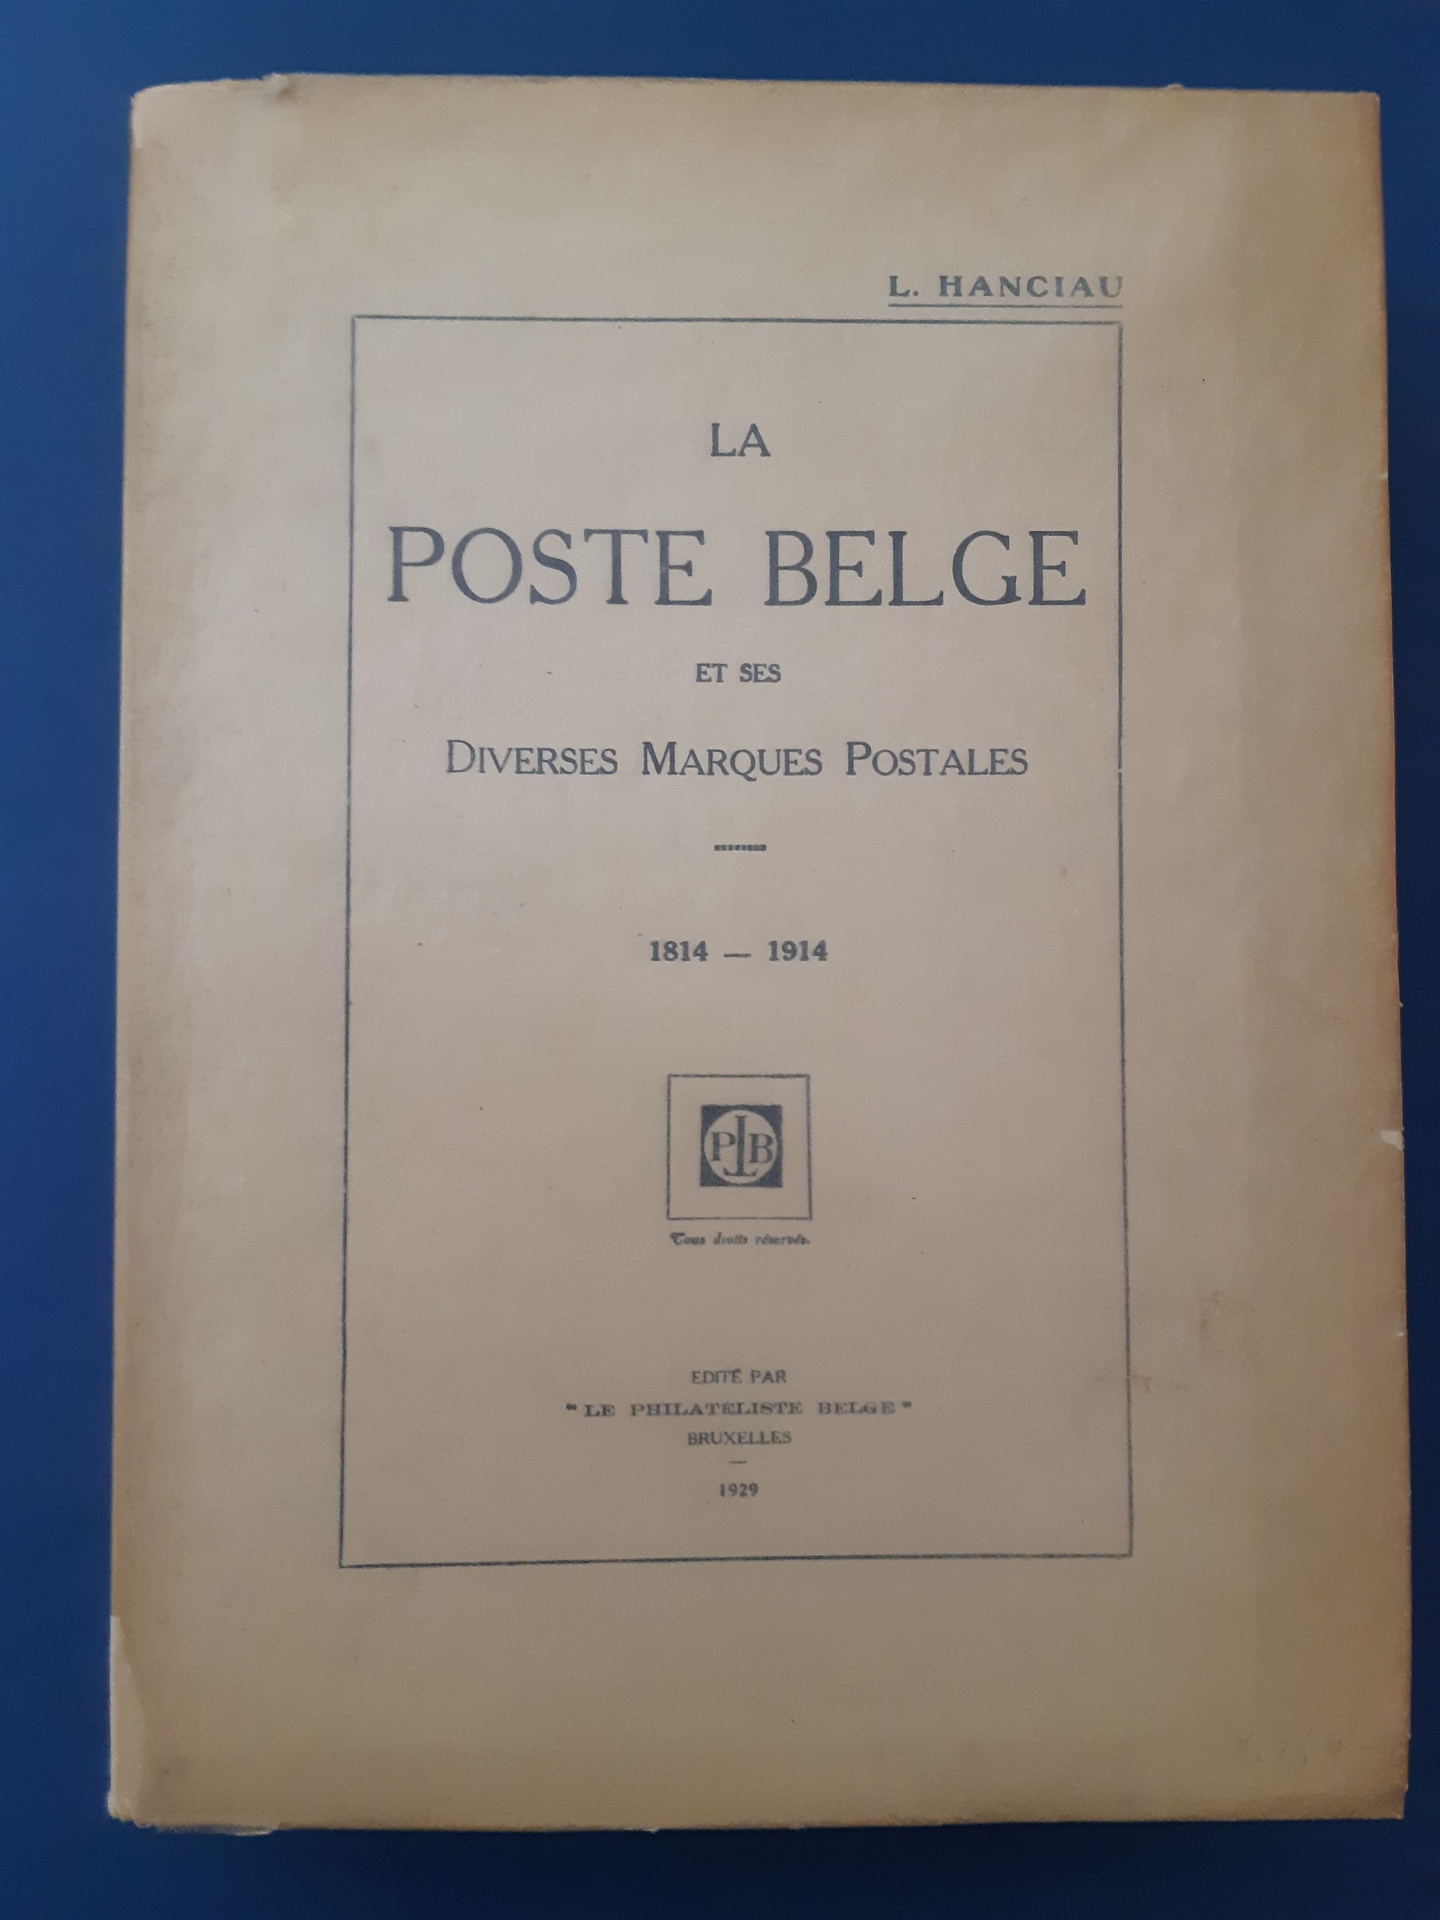 L. HANCIAU
LA
POSTE BELGE
ET SES
DIVERSES MARQUES POSTALES
1814 — 1914
PLB
Tous droits réservés.
EDITÉ PAR
“ LE PHILATÉLISTE BELGE ”
BRUXELLES
—
1929